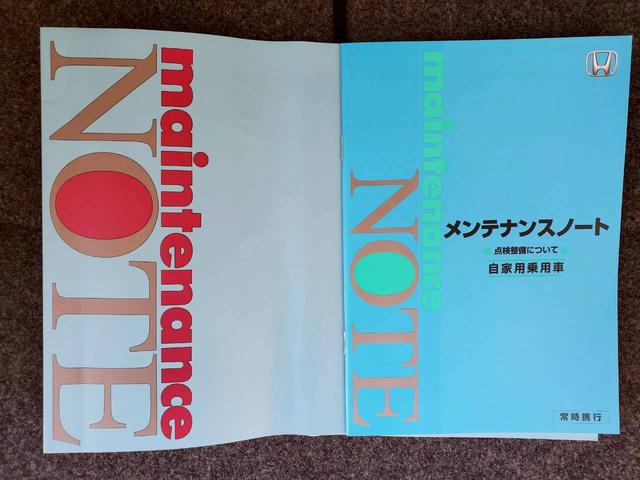 maintenance
NOTE
maintenance
NOTE
メンテナンスノート
点検整備について
自家用乗用車
常時携行